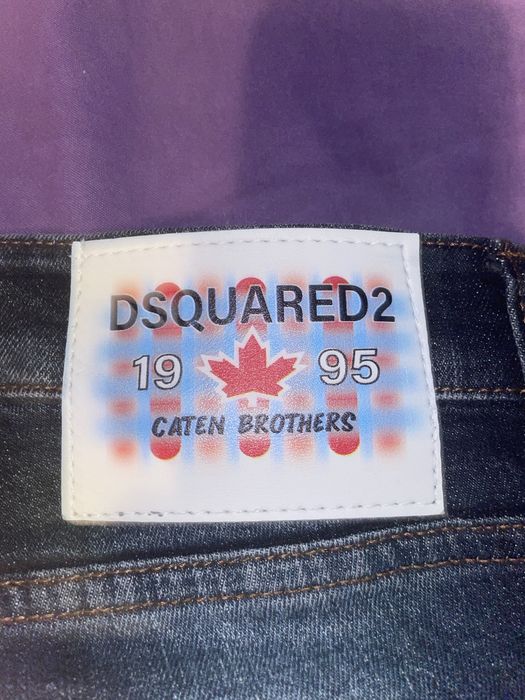 DSQUARED2
19 95
CATEN BROTHERS